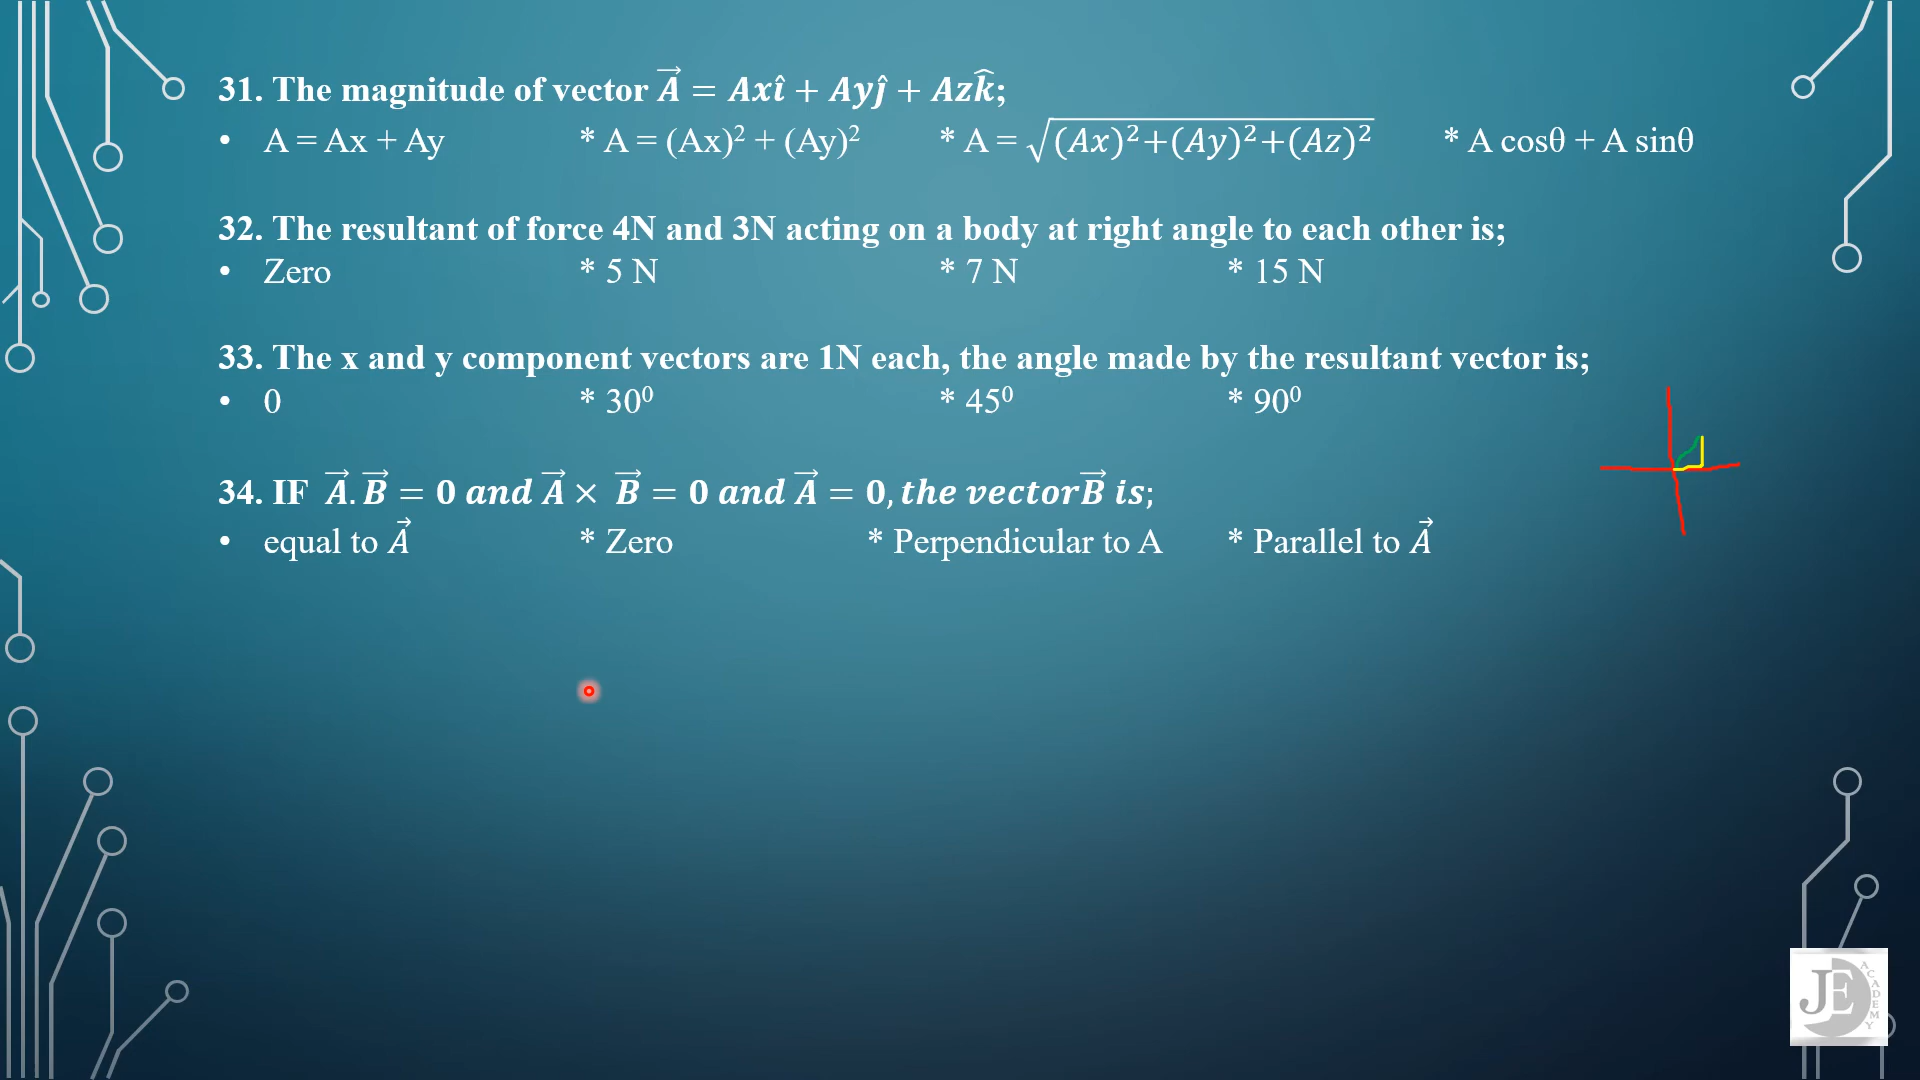 31. The magnitude of vector A⃗ = Axî + Ayĵ + Azk̂;
• A = Ax + Ay * A = (Ax)² + (Ay)² * A = √(Ax)²+(Ay)²+(Az)² * A cosθ + A sinθ
32. The resultant of force 4N and 3N acting on a body at right angle to each other is;
• Zero * 5 N * 7 N * 15 N
33. The x and y component vectors are 1N each, the angle made by the resultant vector is;
• 0 * 30⁰ * 45⁰ * 90⁰
34. IF A⃗. B⃗ = 0 and A⃗ × B⃗ = 0 and A⃗ = 0, the vectorB⃗ is;
• equal to A⃗ * Zero * Perpendicular to A * Parallel to A⃗
JE
ACADEMY